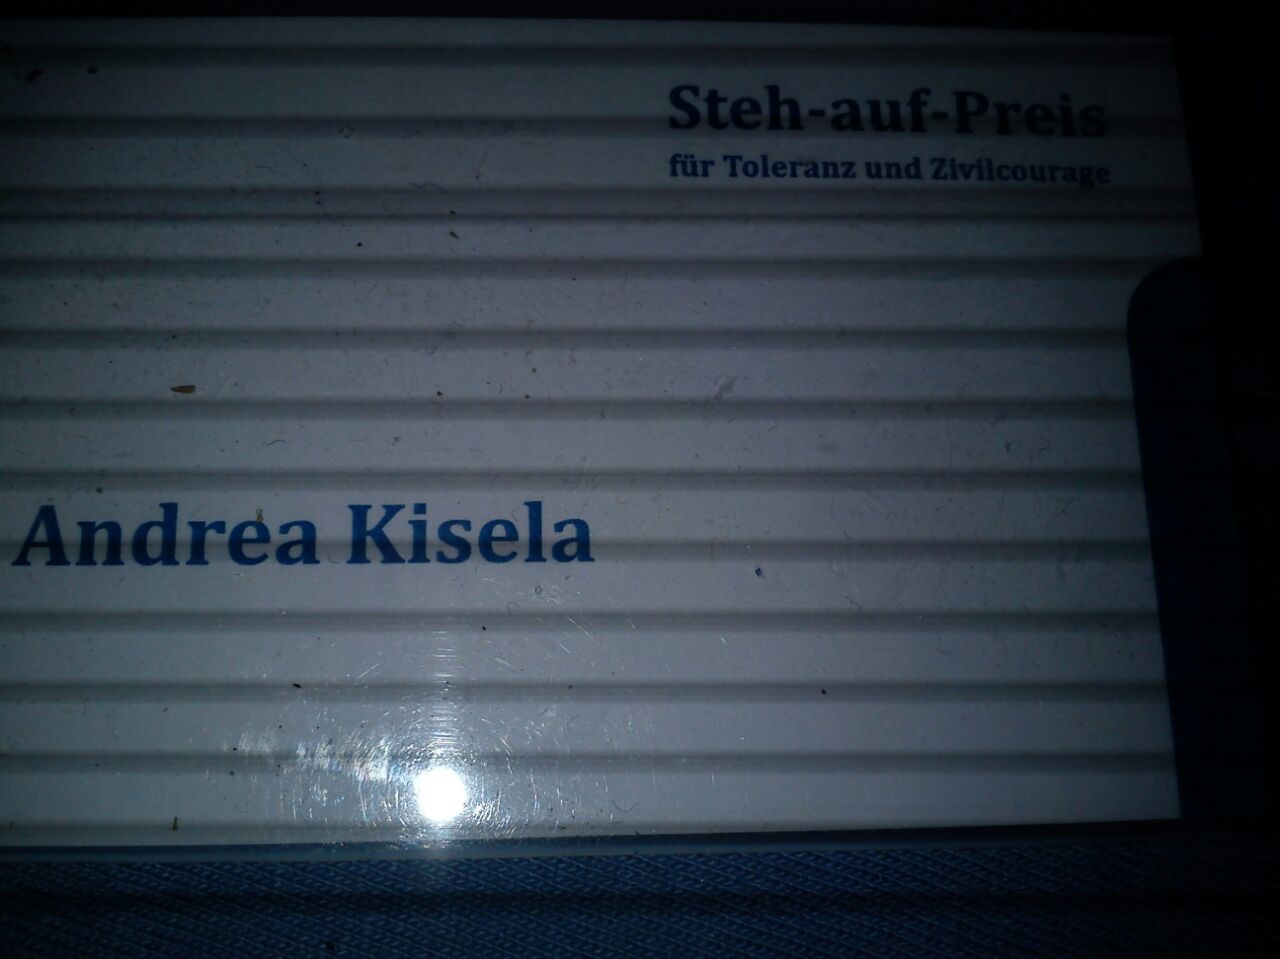 Steh-auf-Preis
für Toleranz und Zivilcourage
Andrea Kisela